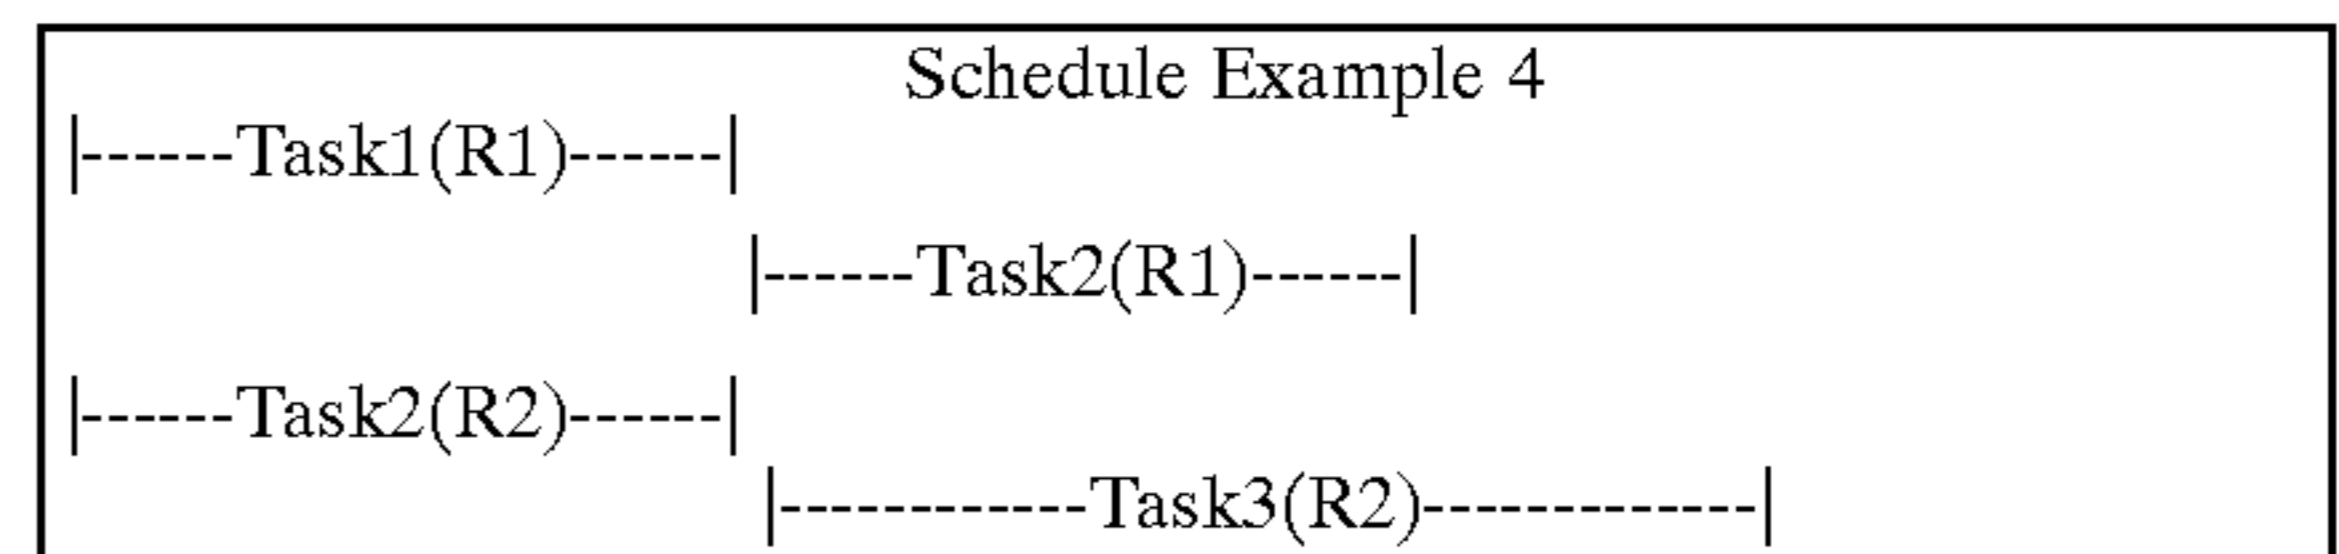 Schedule Example 4
|------Task1(R1)------|
|------Task2(R1)------|
|------Task2(R2)------|
|------------Task3(R2)-------------|